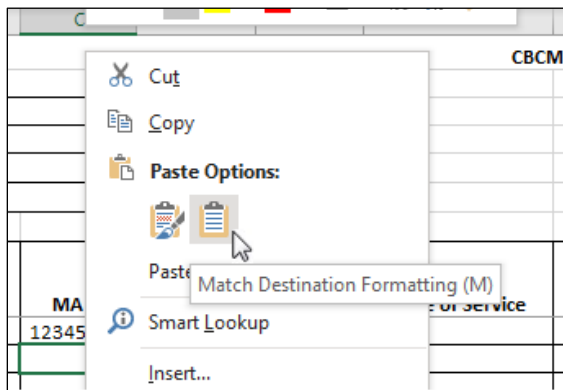 C
CBCM
Cut
Copy
Paste Options:
Paste
Match Destination Formatting (M)
MA
of Service
12345
Smart Lookup
Insert...